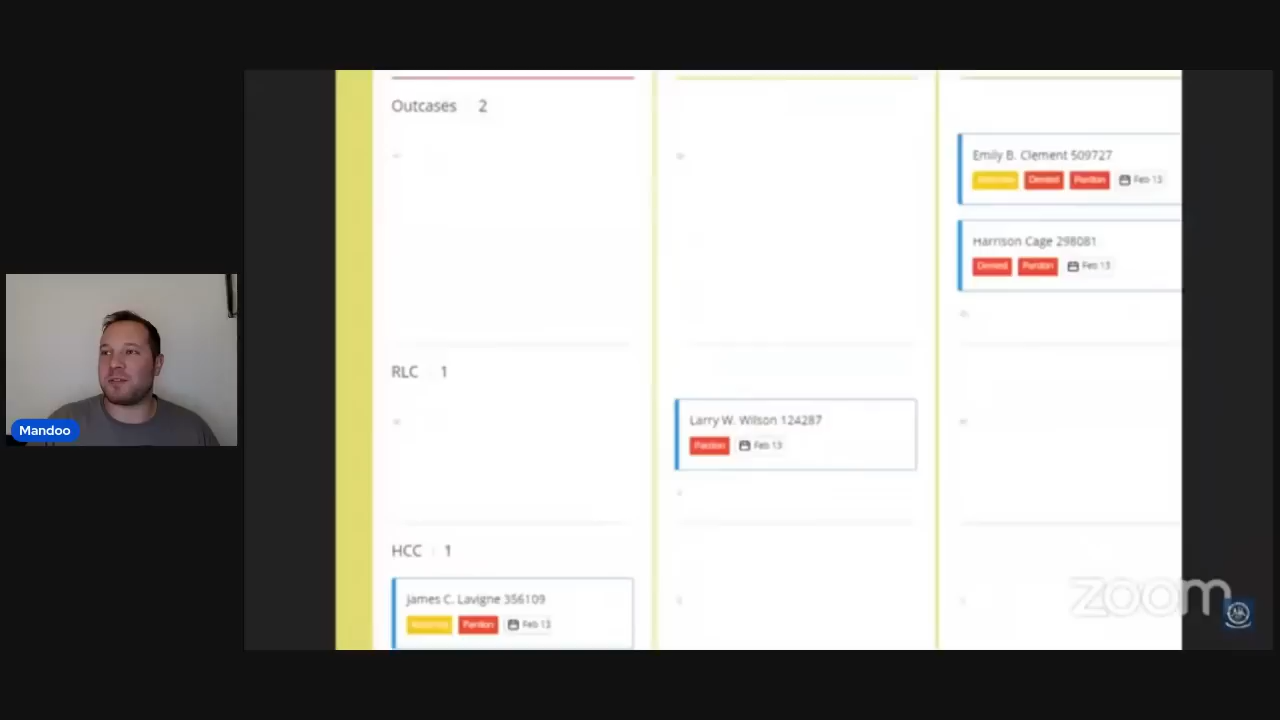 Outcases 2
Emily B. Clement 509727
Denied Pardon Feb 13
Harrison Cage 298081
Denied Pardon Feb 13
RLC 1
Larry W. Wilson 124287
Pardon Feb 13
Mandoo
HCC 1
James C. Lavigne 356109
Pardon Feb 13
zoom